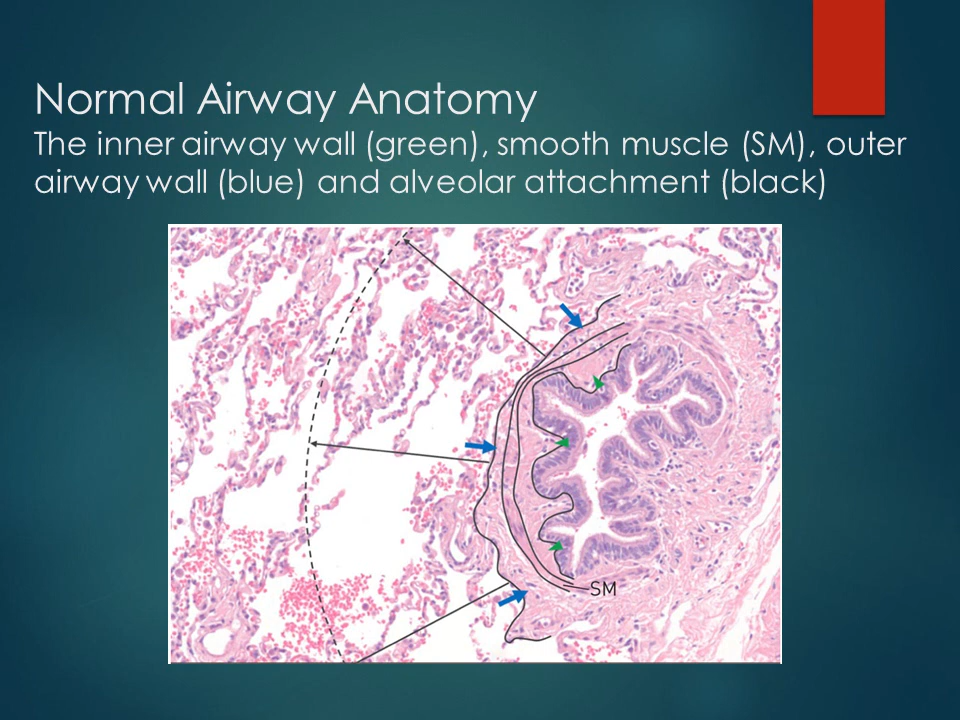 Normal Airway Anatomy
The inner airway wall (green), smooth muscle (SM), outer
airway wall (blue) and alveolar attachment (black)
SM